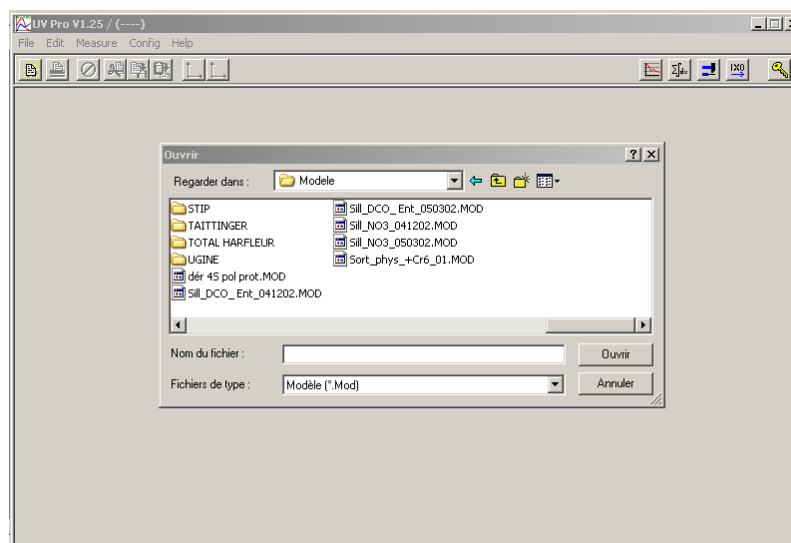 UV Pro V1.25 / (----)
File Edit Measure Config Help
Ouvrir
Regarder dans : Modele
STIP
TAITTINGER
TOTAL HARFLEUR
UGINE
dér 4S pol prot.MOD
Sill_DCO_ Ent_041202.MOD
Sill_DCO_ Ent_050302.MOD
Sill_NO3_041202.MOD
Sill_NO3_050302.MOD
Sort_phys_+Cr6_01.MOD
Nom du fichier :
Ouvrir
Fichiers de type : Modèle (*.Mod)
Annuler